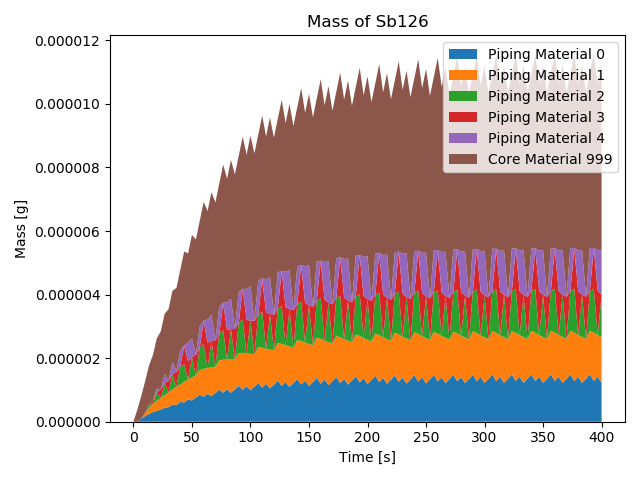 Mass of Sb126
Mass [g]
0.000012
0.000010
0.000008
0.000006
0.000004
0.000002
0.000000
Piping Material 0
Piping Material 1
Piping Material 2
Piping Material 3
Piping Material 4
Core Material 999
0 50 100 150 200 250 300 350 400
Time [s]